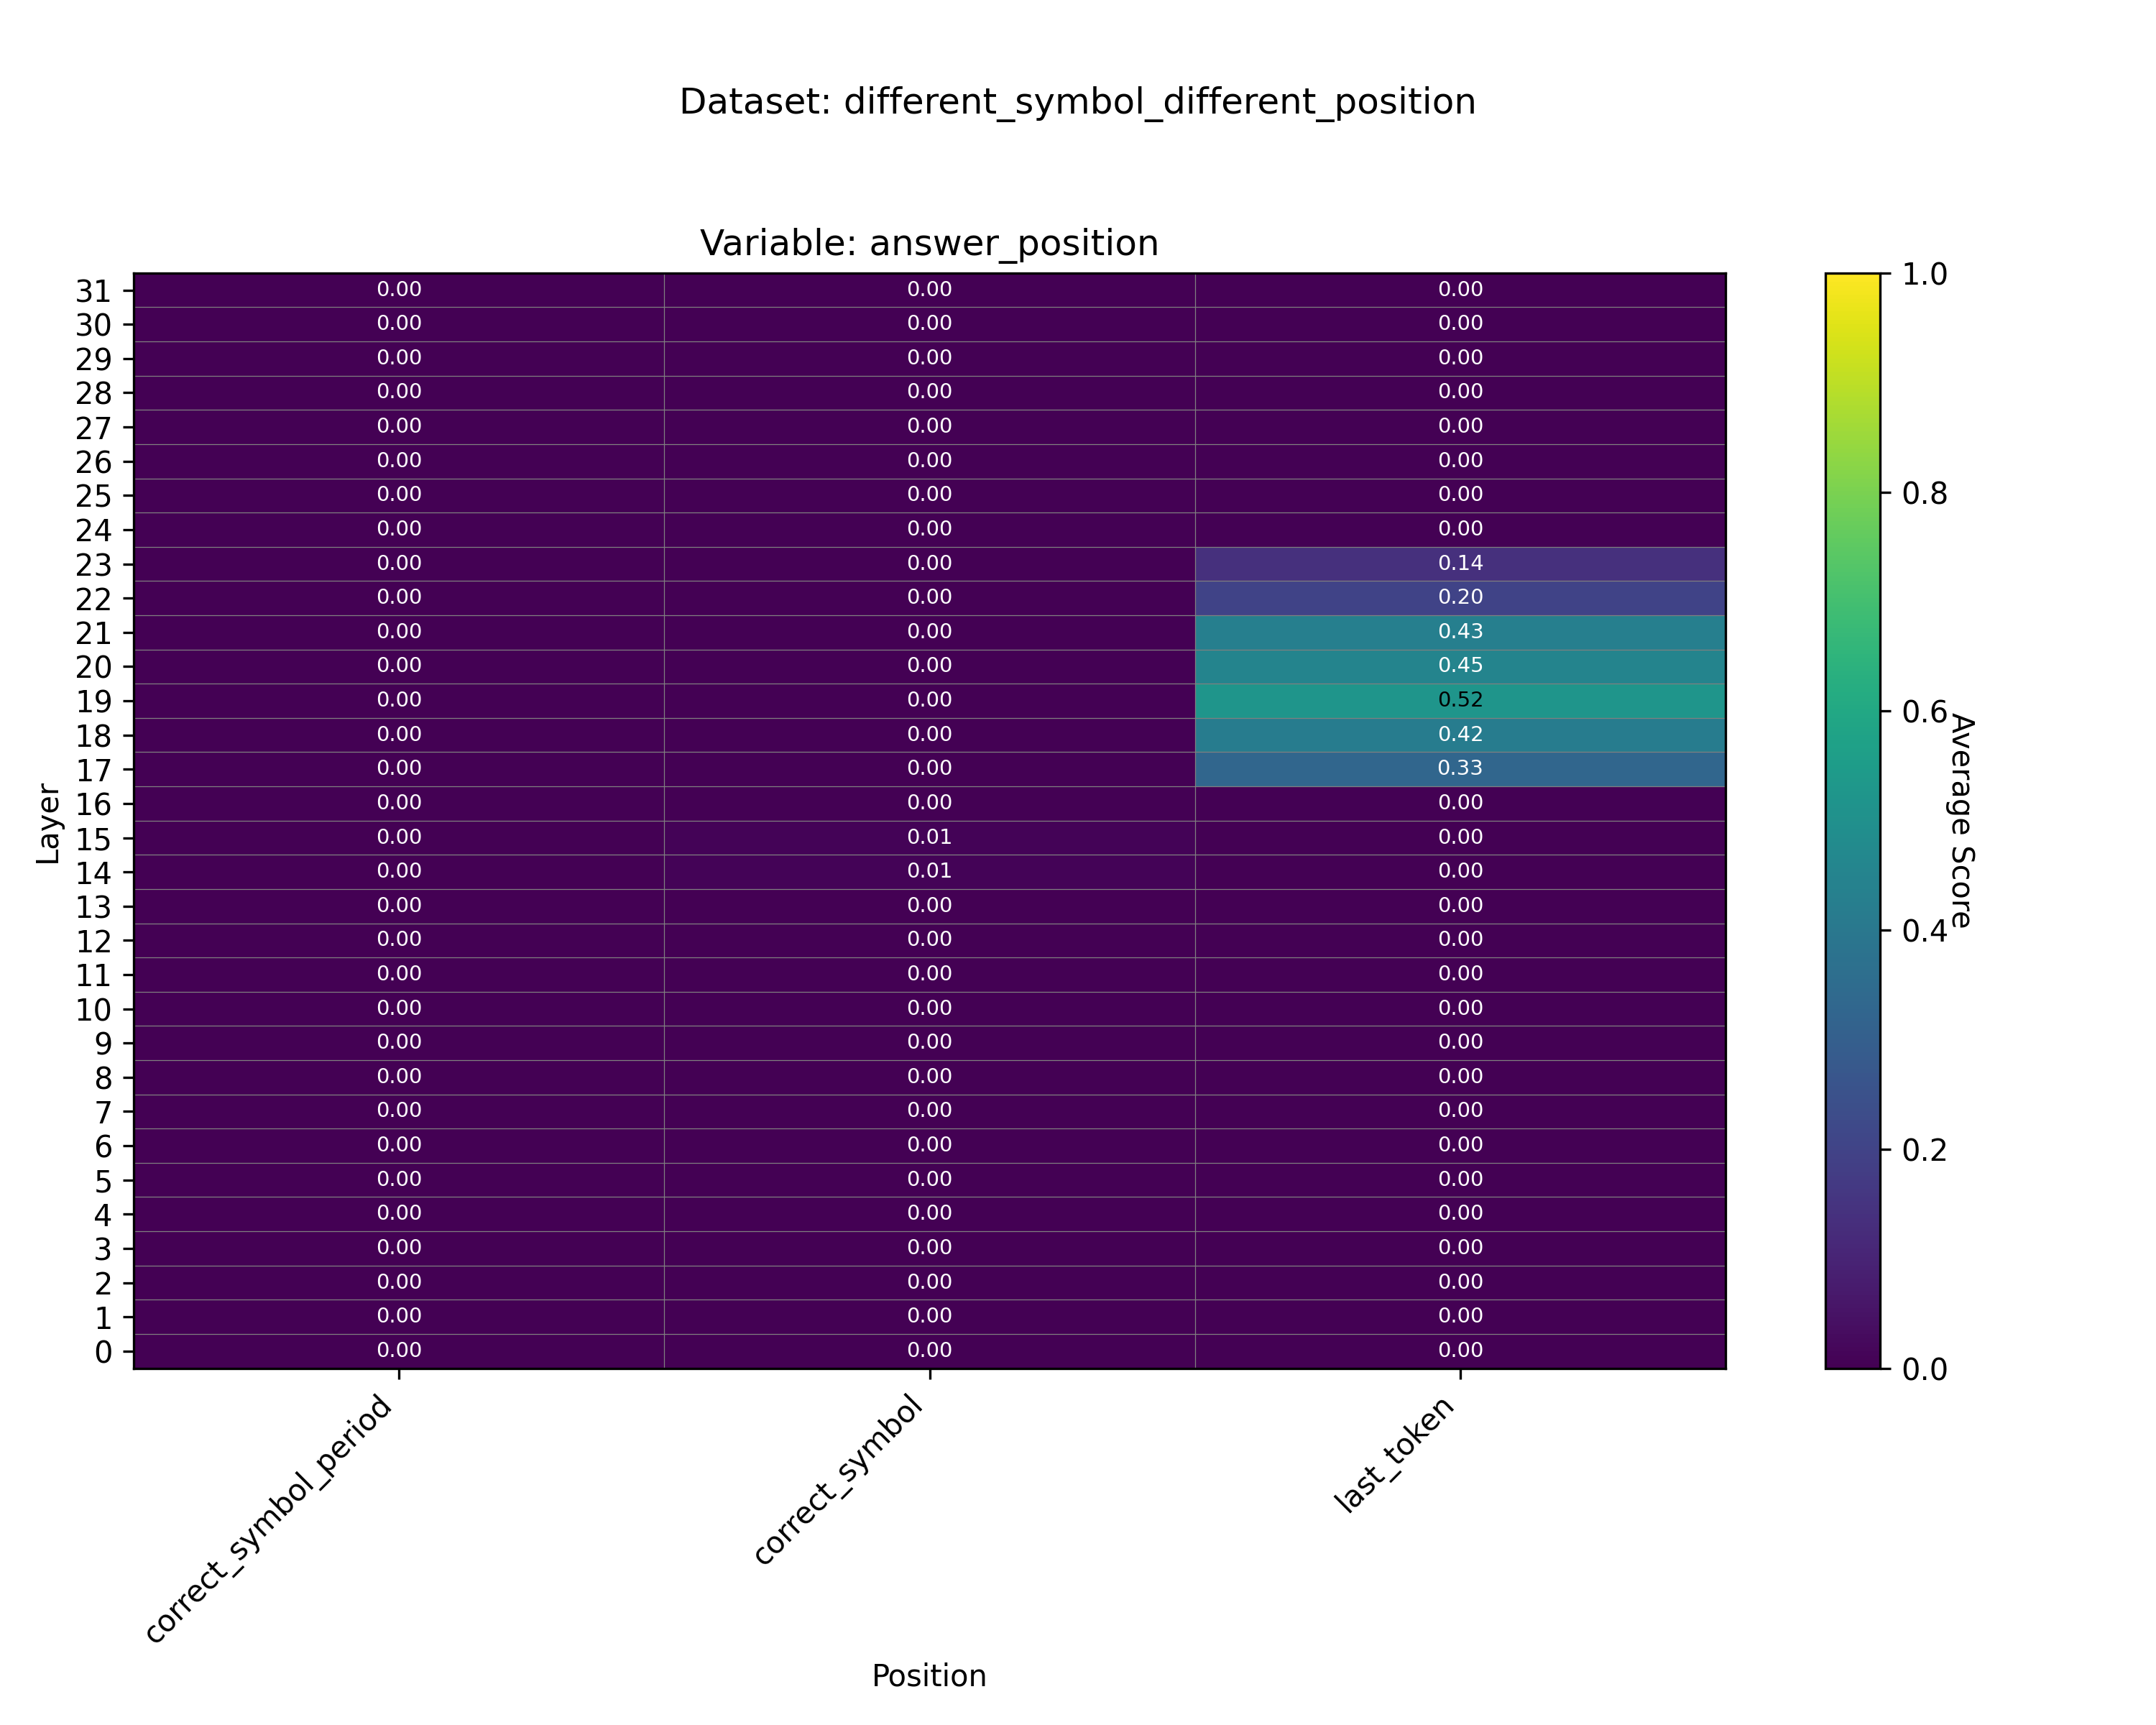 Dataset: different_symbol_different_position
Variable: answer_position
31 0.00 0.00 0.00 1.0
30 0.00 0.00 0.00
29 0.00 0.00 0.00
28 0.00 0.00 0.00
27 0.00 0.00 0.00
26 0.00 0.00 0.00
25 0.00 0.00 0.00 0.8
24 0.00 0.00 0.00
23 0.00 0.00 0.14
22 0.00 0.00 0.20
21 0.00 0.00 0.43
20 0.00 0.00 0.45
19 0.00 0.00 0.52 0.6
18 0.00 0.00 0.42
17 0.00 0.00 0.33
16 0.00 0.00 0.00
Layer
Average Score
15 0.00 0.01 0.00
14 0.00 0.01 0.00
13 0.00 0.00 0.00
12 0.00 0.00 0.00 0.4
11 0.00 0.00 0.00
10 0.00 0.00 0.00
9 0.00 0.00 0.00
8 0.00 0.00 0.00
7 0.00 0.00 0.00
6 0.00 0.00 0.00 0.2
5 0.00 0.00 0.00
4 0.00 0.00 0.00
3 0.00 0.00 0.00
2 0.00 0.00 0.00
1 0.00 0.00 0.00
0 0.00 0.00 0.00 0.0
correct_symbol_period correct_symbol last_token
Position